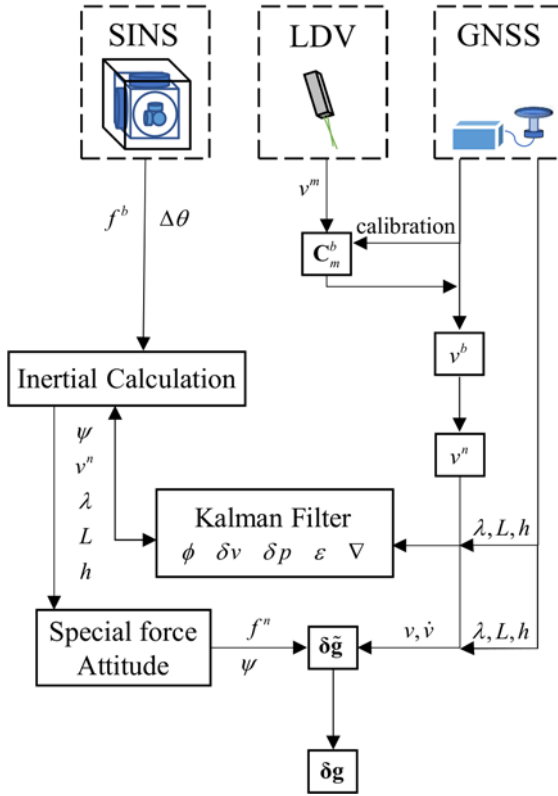 SINS
LDV
GNSS
f^b
Δθ
v^m
calibration
C_m^b
v^b
Inertial Calculation
v^n
ψ
v^n
λ
L
h
Kalman Filter
ϕ δv δp ε ∇
λ, L, h
Special force
Attitude
f^n
ψ
δg̃
v, v̇
λ, L, h
δg